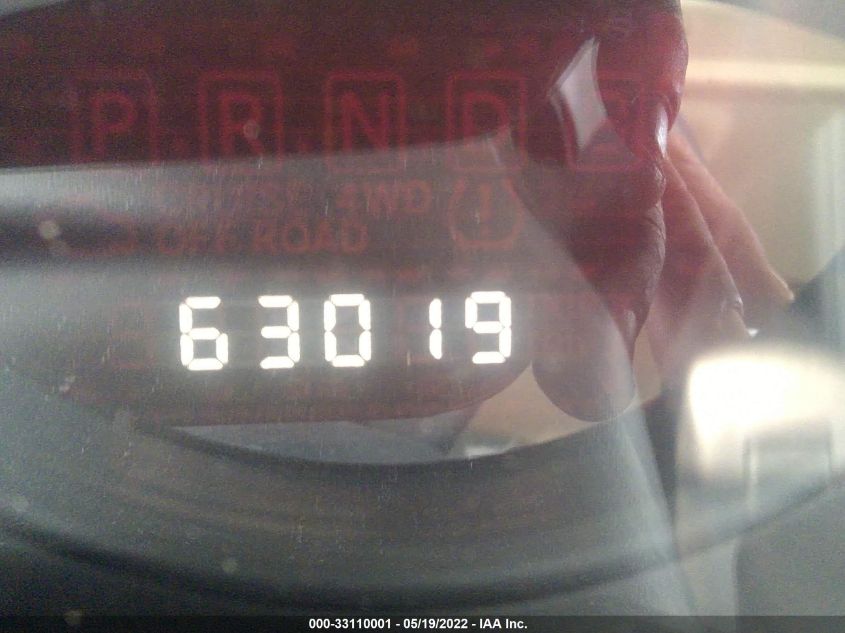 P R N D
4WD
OFF ROAD
63019
000-33110001 - 05/19/2022 - IAA Inc.